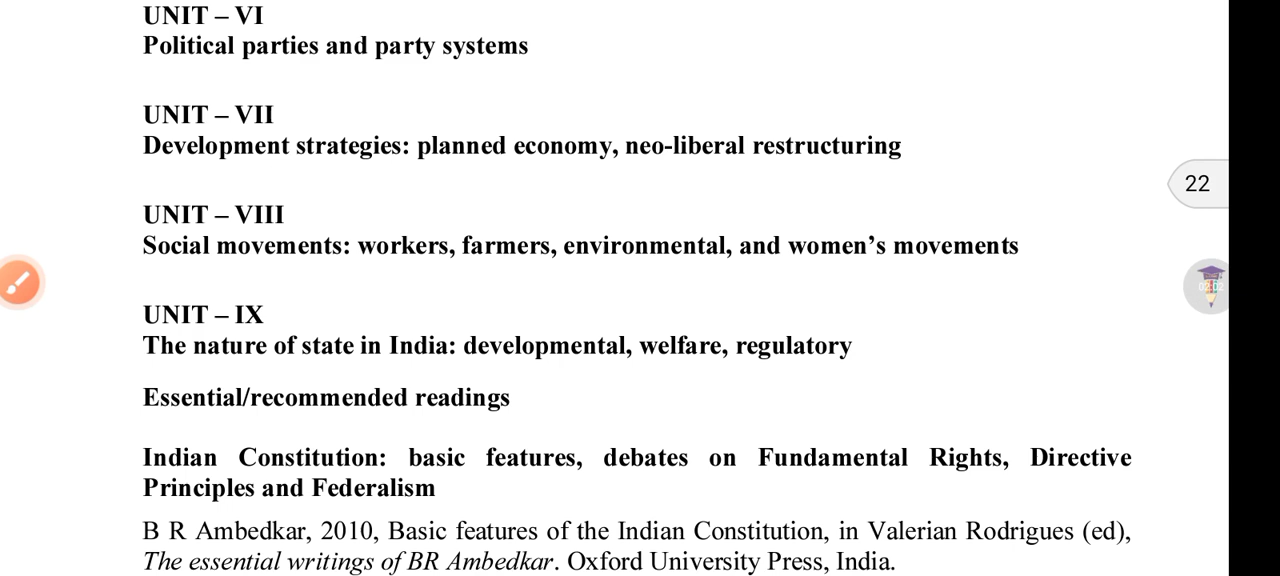 UNIT – VI
Political parties and party systems
UNIT – VII
Development strategies: planned economy, neo-liberal restructuring
22
UNIT – VIII
Social movements: workers, farmers, environmental, and women’s movements
02:02
UNIT – IX
The nature of state in India: developmental, welfare, regulatory
Essential/recommended readings
Indian Constitution: basic features, debates on Fundamental Rights, Directive
Principles and Federalism
B R Ambedkar, 2010, Basic features of the Indian Constitution, in Valerian Rodrigues (ed),
The essential writings of BR Ambedkar. Oxford University Press, India.